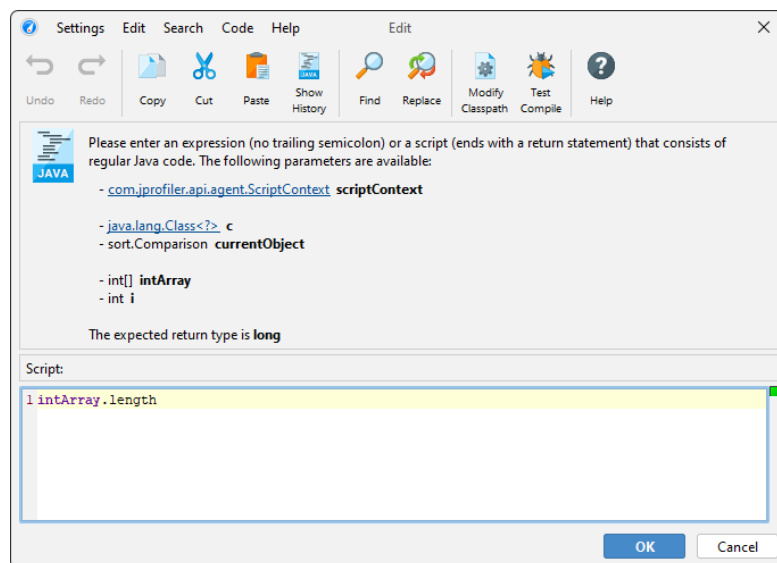 Settings Edit Search Code Help Edit
Undo Redo Copy Cut Paste Show History Find Replace Modify Classpath Test Compile Help
JAVA
Please enter an expression (no trailing semicolon) or a script (ends with a return statement) that consists of
regular Java code. The following parameters are available:
- com.jprofiler.api.agent.ScriptContext scriptContext
- java.lang.Class<?> c
- sort.Comparison currentObject
- int[] intArray
- int i
The expected return type is long
Script:
1 intArray.length
OK Cancel